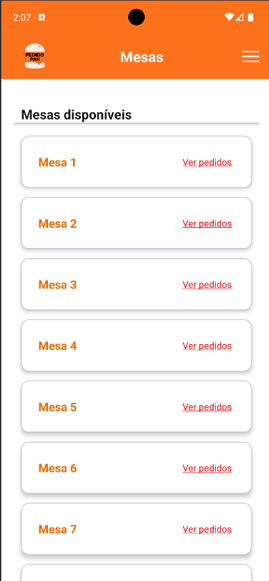 2:07
PEDIDO
PAH
Mesas
Mesas disponíveis
Mesa 1 Ver pedidos
Mesa 2 Ver pedidos
Mesa 3 Ver pedidos
Mesa 4 Ver pedidos
Mesa 5 Ver pedidos
Mesa 6 Ver pedidos
Mesa 7 Ver pedidos